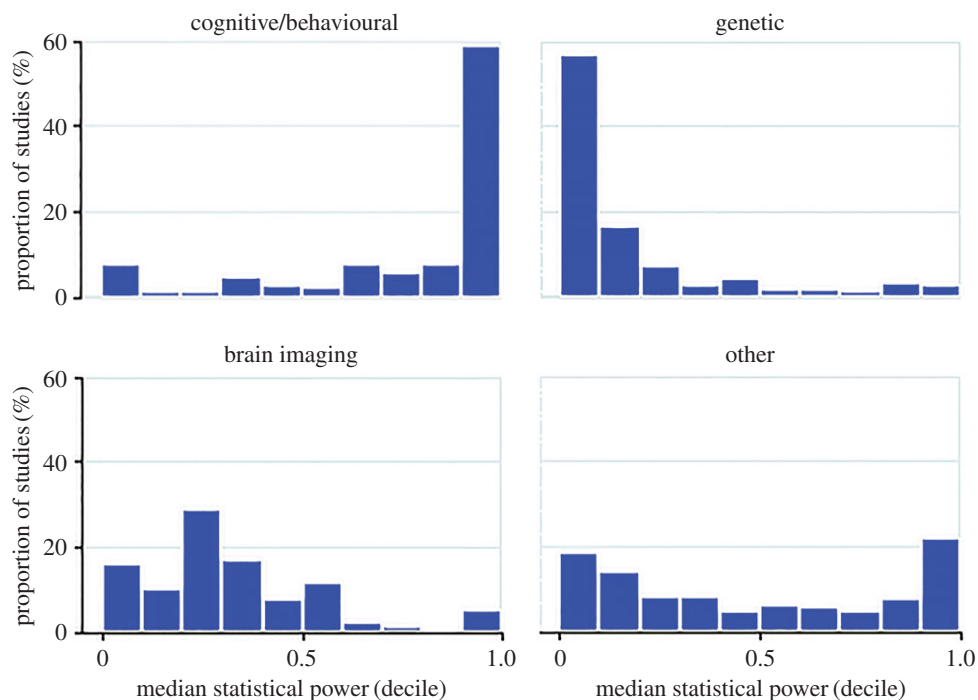 cognitive/behavioural
genetic
proportion of studies (%)
60
40
20
0
brain imaging
other
proportion of studies (%)
60
40
20
0
0 0.5 1.0
0 0.5 1.0
median statistical power (decile)
median statistical power (decile)